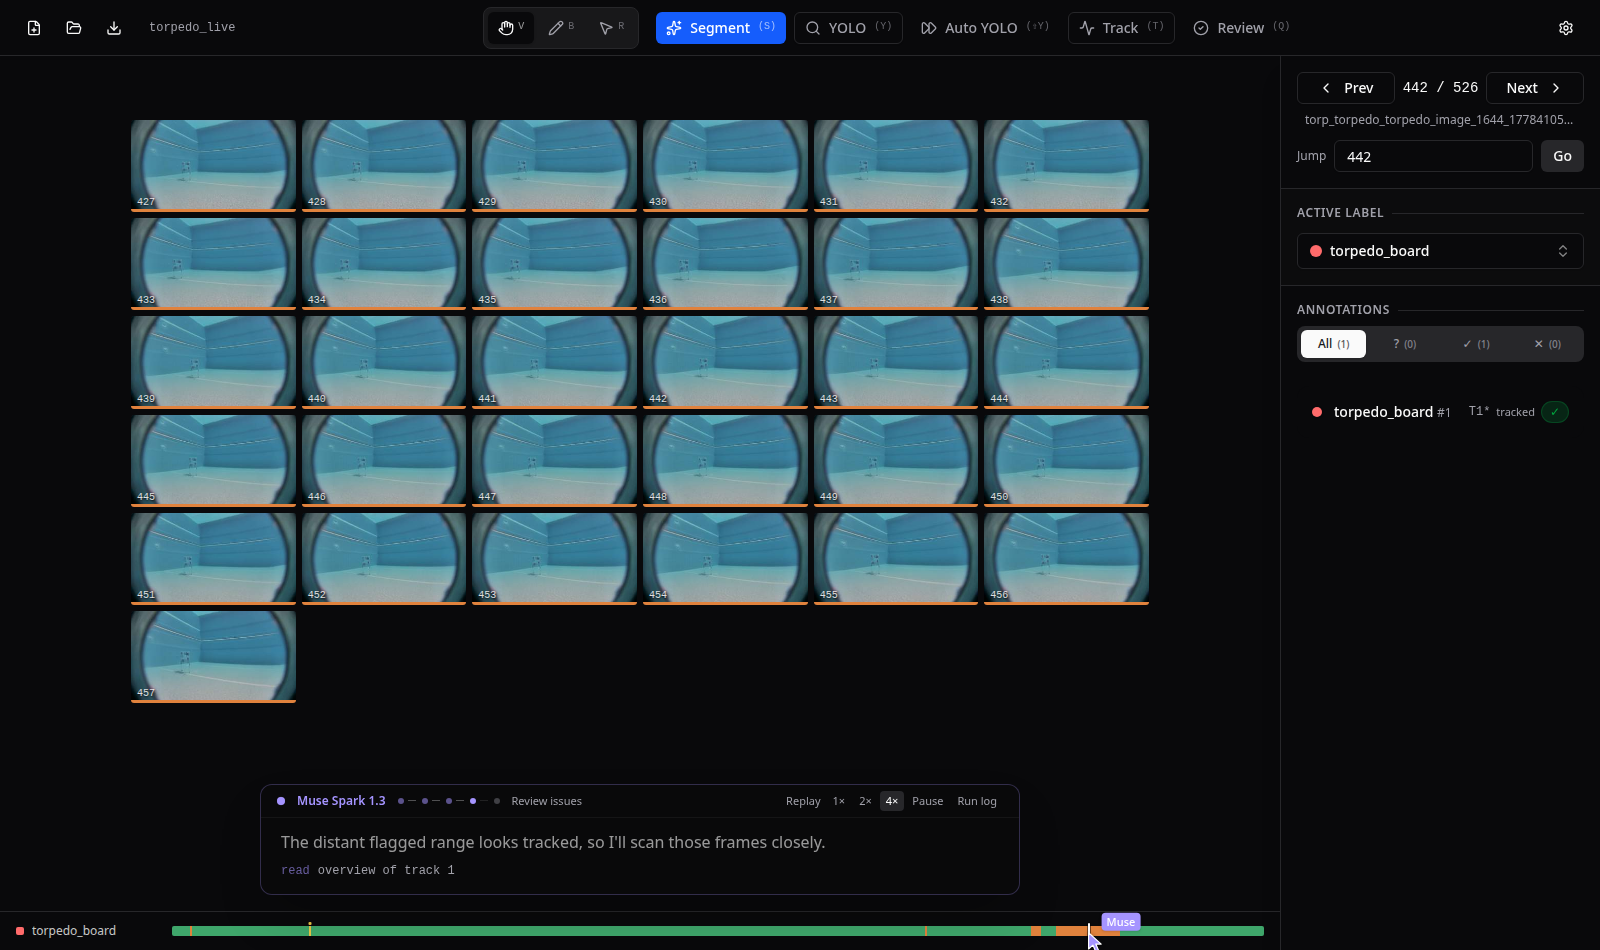 torpedo_live
V B R
Segment (S) YOLO (Y) Auto YOLO (⇧Y) Track (T) Review (Q)
Prev 442 / 526 Next
torp_torpedo_torpedo_image_1644_17784105...
Jump 442 Go
ACTIVE LABEL
torpedo_board
ANNOTATIONS
All (1) ? (0) ✓ (1) ✕ (0)
torpedo_board #1 T1* tracked ✓
427 428 429 430 431 432
433 434 435 436 437 438
439 440 441 442 443 444
445 446 447 448 449 450
451 452 453 454 455 456
457
Muse Spark 1.3 Review issues Replay 1× 2× 4× Pause Run log
The distant flagged range looks tracked, so I'll scan those frames closely.
read overview of track 1
Muse
torpedo_board